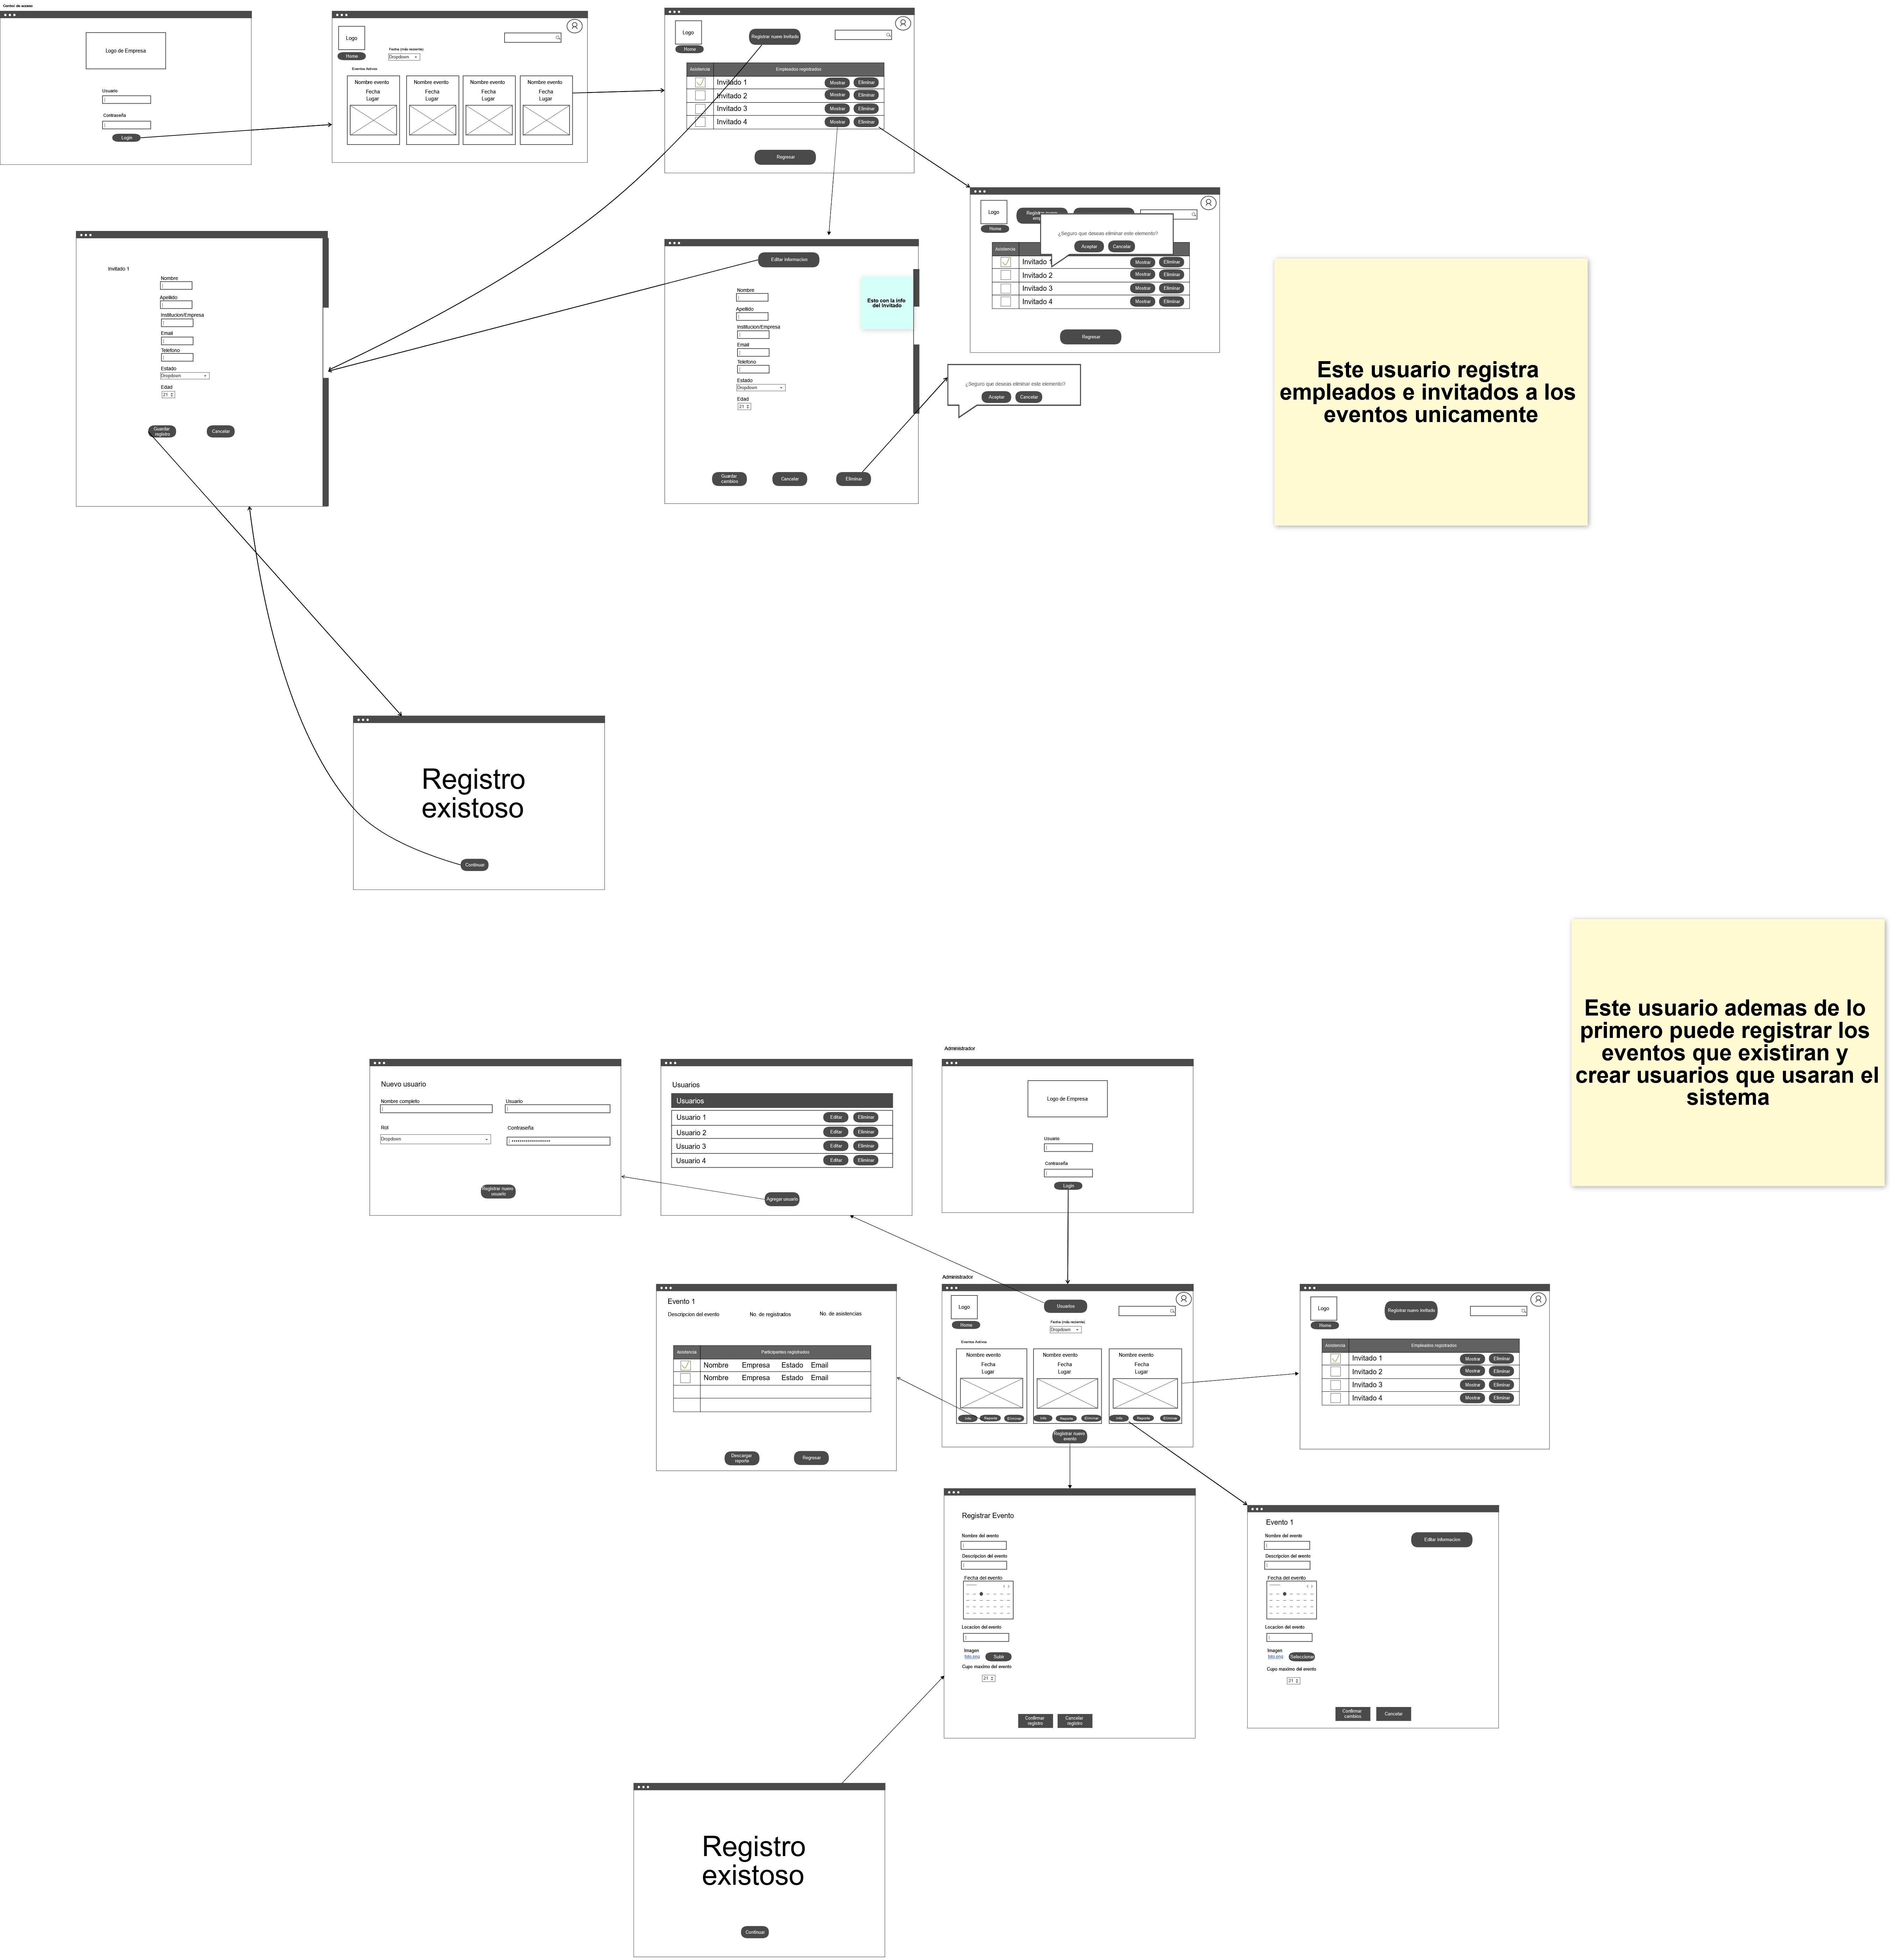 Control de acceso
Logo de Empresa
Usuario
Contraseña
Login
Logo
Home
Fecha (más reciente)
Dropdown
Eventos Activos
Nombre evento
Fecha
Lugar
Nombre evento
Fecha
Lugar
Nombre evento
Fecha
Lugar
Nombre evento
Fecha
Lugar
Logo
Home
Registrar nuevo invitado
Asistencia
Empleados registrados
Invitado 1
Mostrar
Eliminar
Invitado 2
Mostrar
Eliminar
Invitado 3
Mostrar
Eliminar
Invitado 4
Mostrar
Eliminar
Regresar
Logo
Home
Registrar nuevo
¿Seguro que deseas eliminar este elemento?
Aceptar
Cancelar
Asistencia
Invitado 1
Mostrar
Eliminar
Invitado 2
Mostrar
Eliminar
Invitado 3
Mostrar
Eliminar
Invitado 4
Mostrar
Eliminar
Regresar
Invitado 1
Nombre
Apellido
Institucion/Empresa
Email
Telefono
Estado
Dropdown
Edad
21
Guardar
registro
Cancelar
Editar informacion
Nombre
Apellido
Institucion/Empresa
Email
Telefono
Estado
Dropdown
Edad
21
Esto con la info
del Invitado
Guardar
cambios
Cancelar
Eliminar
¿Seguro que deseas eliminar este elemento?
Aceptar
Cancelar
Este usuario registra
empleados e invitados a los
eventos unicamente
Registro
existoso
Continuar
Este usuario ademas de lo
primero puede registrar los
eventos que existiran y
crear usuarios que usaran el
sistema
Nuevo usuario
Nombre completo
Usuario
Rol
Dropdown
Contraseña
Registrar nuevo
usuario
Usuarios
Usuarios
Usuario 1
Editar
Eliminar
Usuario 2
Editar
Eliminar
Usuario 3
Editar
Eliminar
Usuario 4
Editar
Eliminar
Agregar usuario
Administrador
Logo de Empresa
Usuario
Contraseña
Login
Evento 1
Descripcion del evento
No. de registrados
No. de asistencias
Asistencia
Participantes registrados
Nombre Empresa Estado Email
Nombre Empresa Estado Email
Descargar
reporte
Regresar
Administrador
Logo
Home
Usuarios
Fecha (más reciente)
Dropdown
Eventos Activos
Nombre evento
Fecha
Lugar
Info
Reporte
Eliminar
Nombre evento
Fecha
Lugar
Info
Reporte
Eliminar
Nombre evento
Fecha
Lugar
Info
Reporte
Eliminar
Registrar nuevo
evento
Logo
Home
Registrar nuevo invitado
Asistencia
Empleados registrados
Invitado 1
Mostrar
Eliminar
Invitado 2
Mostrar
Eliminar
Invitado 3
Mostrar
Eliminar
Invitado 4
Mostrar
Eliminar
Registrar Evento
Nombre del evento
Descripcion del evento
Fecha del evento
Locacion del evento
Imagen
foto.png
Subir
Cupo maximo del evento
21
Confirmar
registro
Cancelar
registro
Evento 1
Editar informacion
Nombre del evento
Descripcion del evento
Fecha del evento
Locacion del evento
Imagen
foto.png
Seleccionar
Cupo maximo del evento
21
Confirmar
cambios
Cancelar
Registro
existoso
Continuar